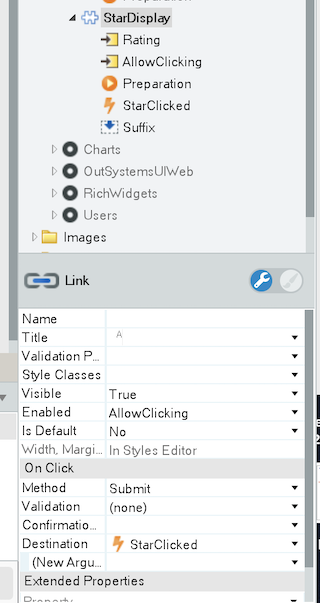 StarDisplay
Rating
AllowClicking
Preparation
StarClicked
Suffix
Charts
OutSystemsUIWeb
RichWidgets
Users
Images
Link
Name
Title
Validation P...
Style Classes
Visible True
Enabled AllowClicking
Is Default No
Width, Margi... In Styles Editor
On Click
Method Submit
Validation (none)
Confirmatio...
Destination StarClicked
(New Argu...
Extended Properties
Property